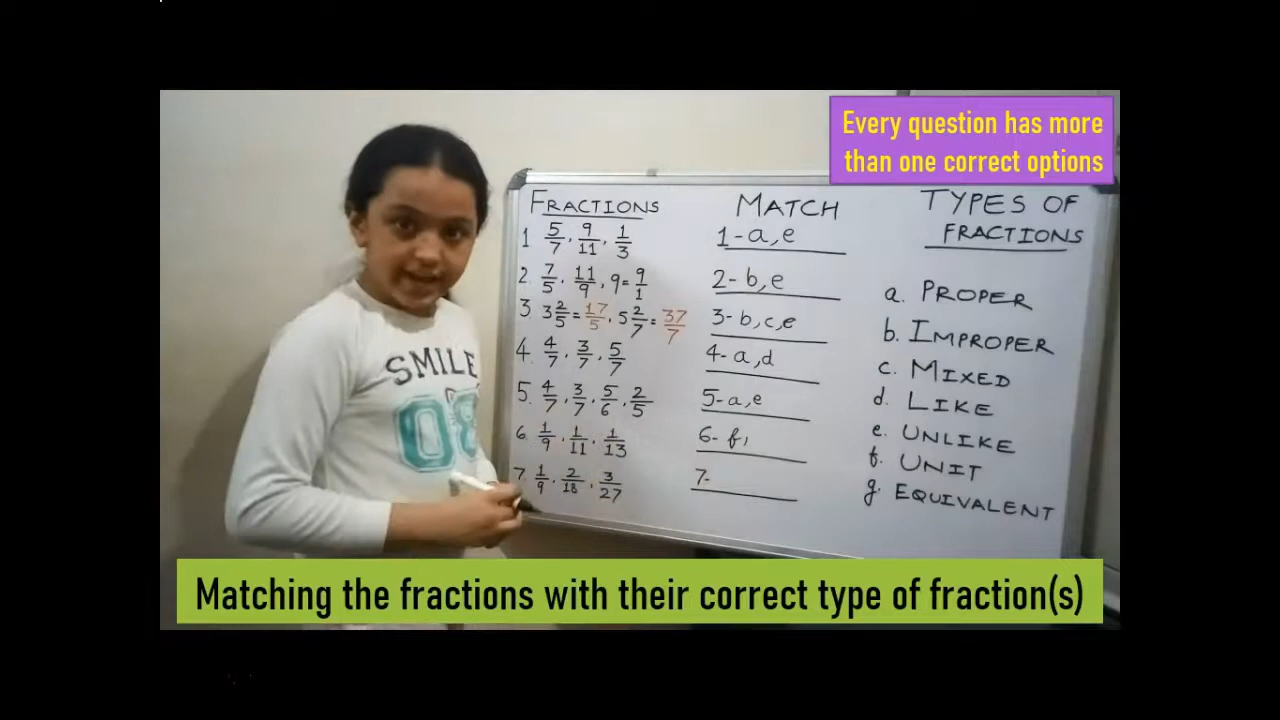 Every question has more
than one correct options
FRACTIONS
1 5/7, 9/11, 1/3
2. 7/5, 11/9, 9 = 9/1
3 3 2/5 = 17/5, 5 2/7 = 37/7
4. 4/7, 3/7, 5/7
5. 4/7, 3/7, 5/6, 2/5
6. 1/9, 1/11, 1/13
7. 1/9, 2/18, 3/27
MATCH
1-a,e
2-b,e
3-b,c,e
4-a,d
5-a,e
6-f,
7-
TYPES OF
FRACTIONS
a. PROPER
b. IMPROPER
c. MIXED
d. LIKE
e. UNLIKE
f. UNIT
g. EQUIVALENT
SMILE
08
Matching the fractions with their correct type of fraction(s)